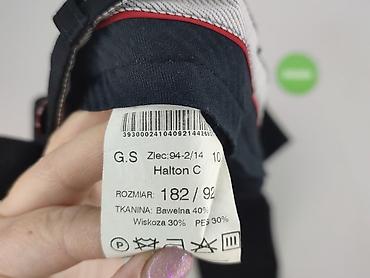 G.S Zlec:94-2/14 10
Halton C
ROZMIAR: 182 / 92
TKANINA: Bawełna 40%
Wiskoza 30% PES 30%